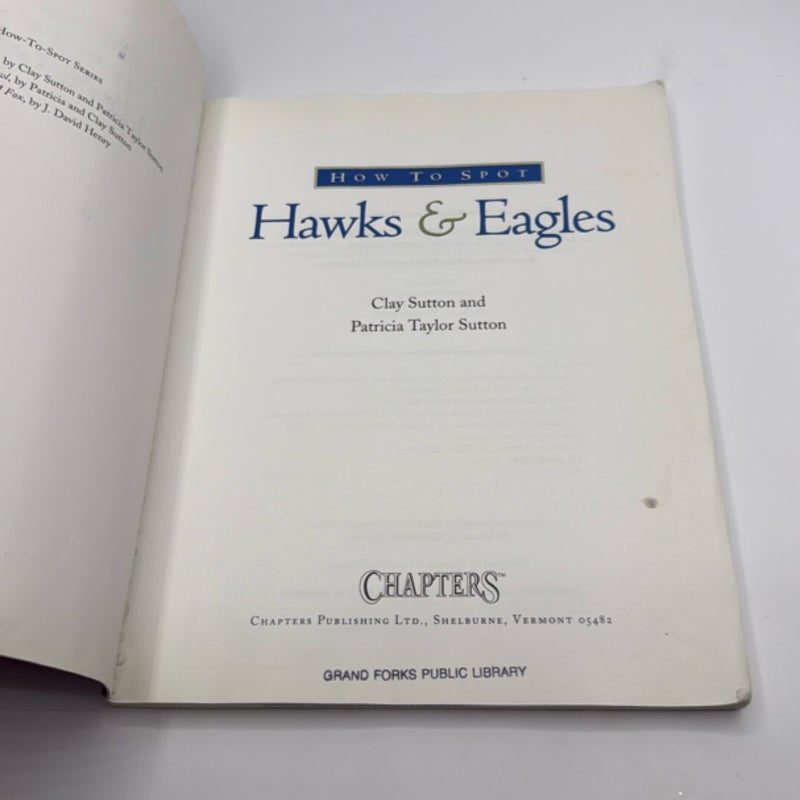 How-To-Spot Series
by Clay Sutton and Patricia Taylor Sutton
by Patricia and Clay Sutton
Fox, by J. David Henry
How To Spot
Hawks & Eagles
Clay Sutton and
Patricia Taylor Sutton
CHAPTERS™
Chapters Publishing Ltd., Shelburne, Vermont 05482
GRAND FORKS PUBLIC LIBRARY